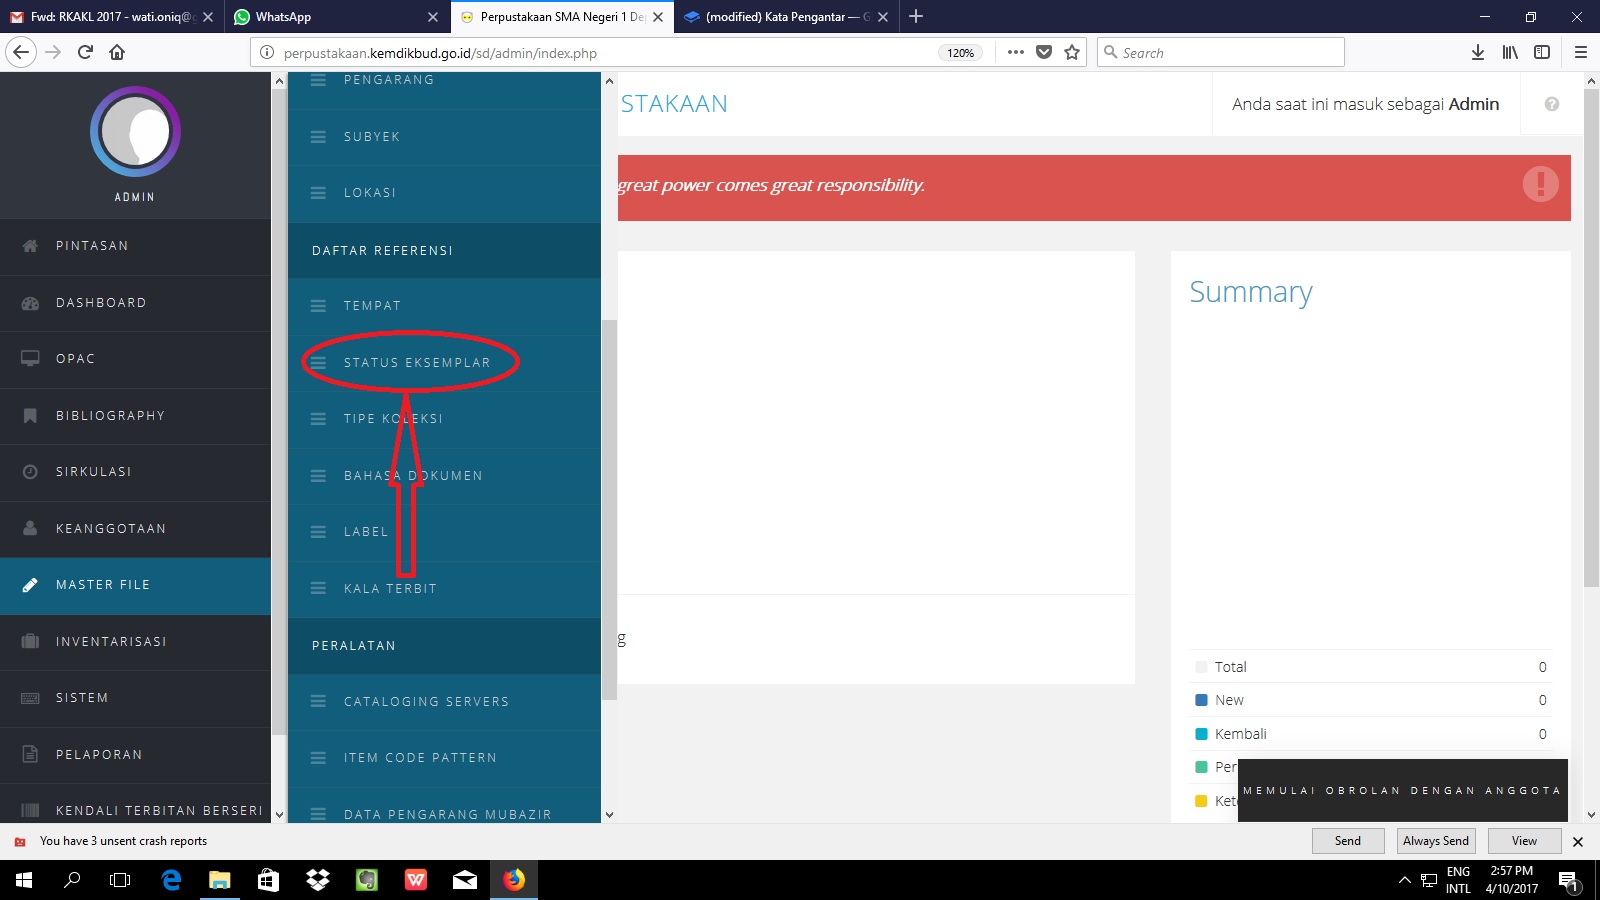 Fwd: RKAKL 2017 - wati.oniq@g
WhatsApp
Perpustakaan SMA Negeri 1 De
(modified) Kata Pengantar — G
perpustakaan.kemdikbud.go.id/sd/admin/index.php
120%
Search
ADMIN
PINTASAN
DASHBOARD
OPAC
BIBLIOGRAPHY
SIRKULASI
KEANGGOTAAN
MASTER FILE
INVENTARISASI
SISTEM
PELAPORAN
KENDALI TERBITAN BERSERI
PENGARANG
SUBYEK
LOKASI
DAFTAR REFERENSI
TEMPAT
STATUS EKSEMPLAR
TIPE KOLEKSI
BAHASA DOKUMEN
LABEL
KALA TERBIT
PERALATAN
CATALOGING SERVERS
ITEM CODE PATTERN
DATA PENGARANG MUBAZIR
STAKAAN
Anda saat ini masuk sebagai Admin
great power comes great responsibility.
g
Summary
Total 0
New 0
Kembali 0
Per
Kete
MEMULAI OBROLAN DENGAN ANGGOTA
You have 3 unsent crash reports
Send
Always Send
View
ENG
INTL
2:57 PM
4/10/2017
1